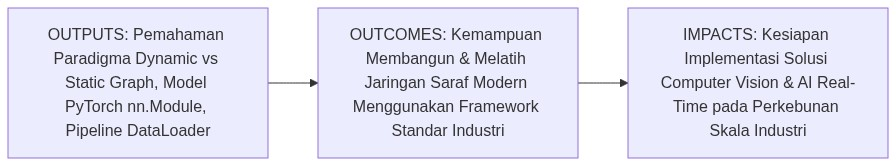 OUTPUTS: Pemahaman
Paradigma Dynamic vs
Static Graph, Model
PyTorch nn.Module,
Pipeline DataLoader
OUTCOMES: Kemampuan
Membangun & Melatih
Jaringan Saraf Modern
Menggunakan Framework
Standar Industri
IMPACTS: Kesiapan
Implementasi Solusi
Computer Vision & AI Real-
Time pada Perkebunan
Skala Industri